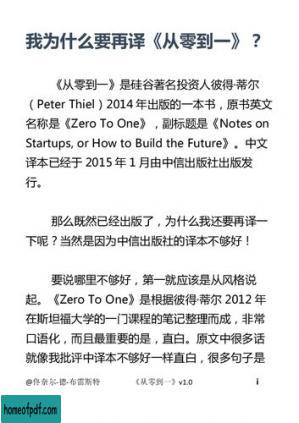 我为什么要再译《从零到一》？
《从零到一》是硅谷著名投资人彼得·蒂尔
（Peter Thiel）2014 年出版的一本书，原书英文
名称是《Zero To One》，副标题是《Notes on
Startups, or How to Build the Future》。中文
译本已经于 2015 年 1 月由中信出版社出版发
行。
那么既然已经出版了，为什么我还要再译一
下呢？当然是因为中信出版社的译本不够好！
要说哪里不够好，第一就应该是从风格说
起。《Zero To One》是根据彼得·蒂尔 2012 年
在斯坦福大学的一门课程的笔记整理而成，非常
口语化，而且最重要的是，直白。原文中很多话
就像我批评中译本不够好一样直白，很多句子是
@佟奈尔-德-布雷斯特 《从零到一》v1.0 i
homeofpdf.com